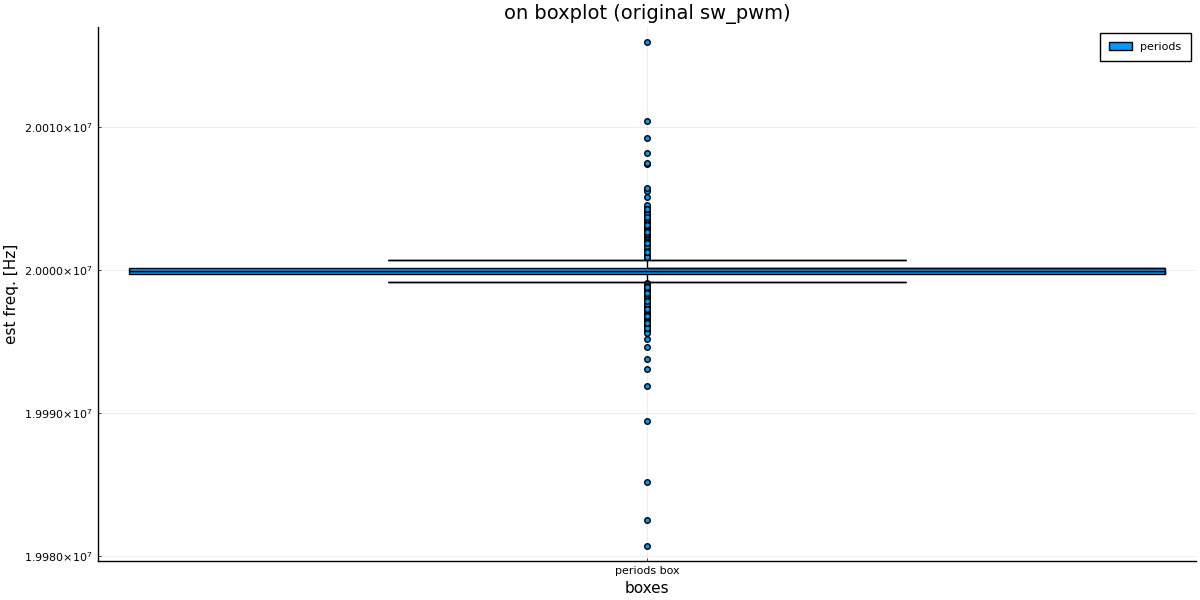 on boxplot (original sw_pwm)
periods
2.0010×10⁷
2.0000×10⁷
1.9990×10⁷
1.9980×10⁷
est freq. [Hz]
periods box
boxes